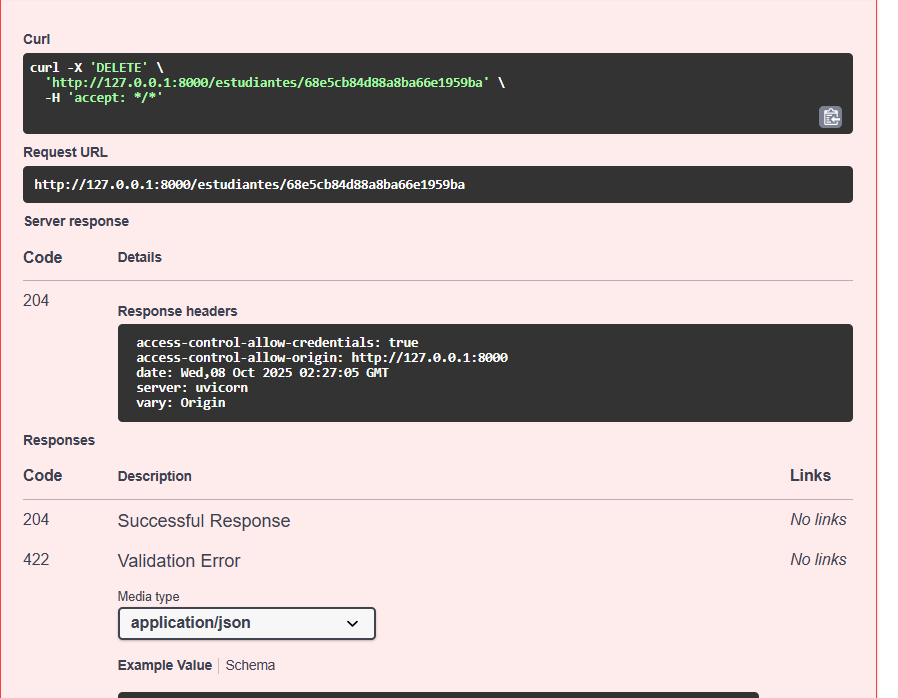 Curl
curl -X 'DELETE' \
'http://127.0.0.1:8000/estudiantes/68e5cb84d88a8ba66e1959ba' \
-H 'accept: */*'
Request URL
http://127.0.0.1:8000/estudiantes/68e5cb84d88a8ba66e1959ba
Server response
Code Details
204
Response headers
access-control-allow-credentials: true
access-control-allow-origin: http://127.0.0.1:8000
date: Wed,08 Oct 2025 02:27:05 GMT
server: uvicorn
vary: Origin
Responses
Code Description Links
204 Successful Response No links
422 Validation Error No links
Media type
application/json
Example Value Schema